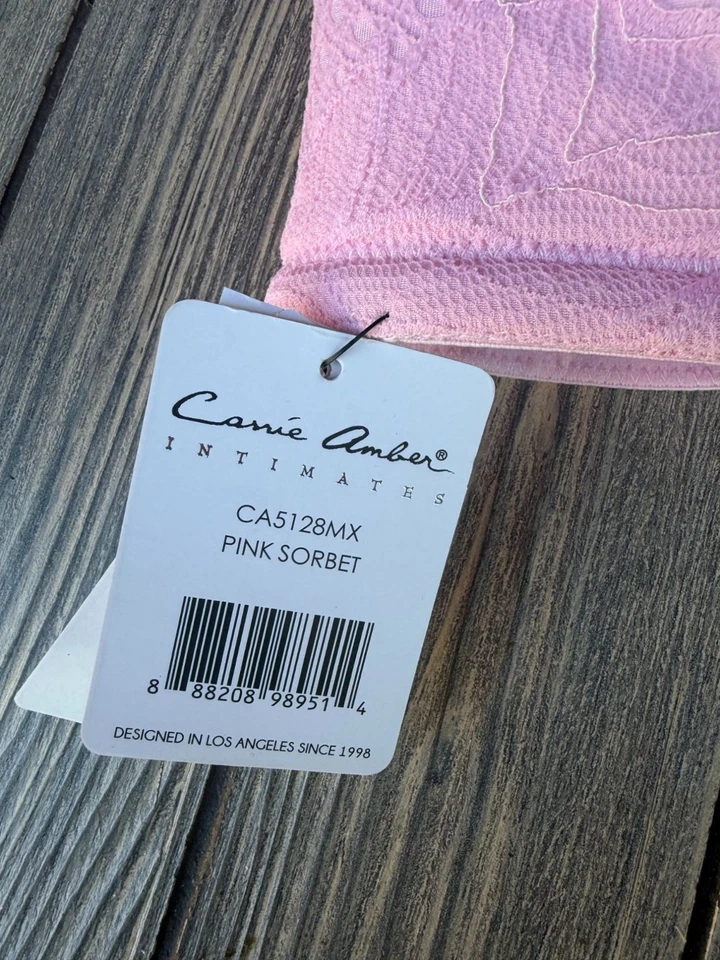 Carrie Amber®
INTIMATES
CA5128MX
PINK SORBET
8 88208 98951 4
DESIGNED IN LOS ANGELES SINCE 1998